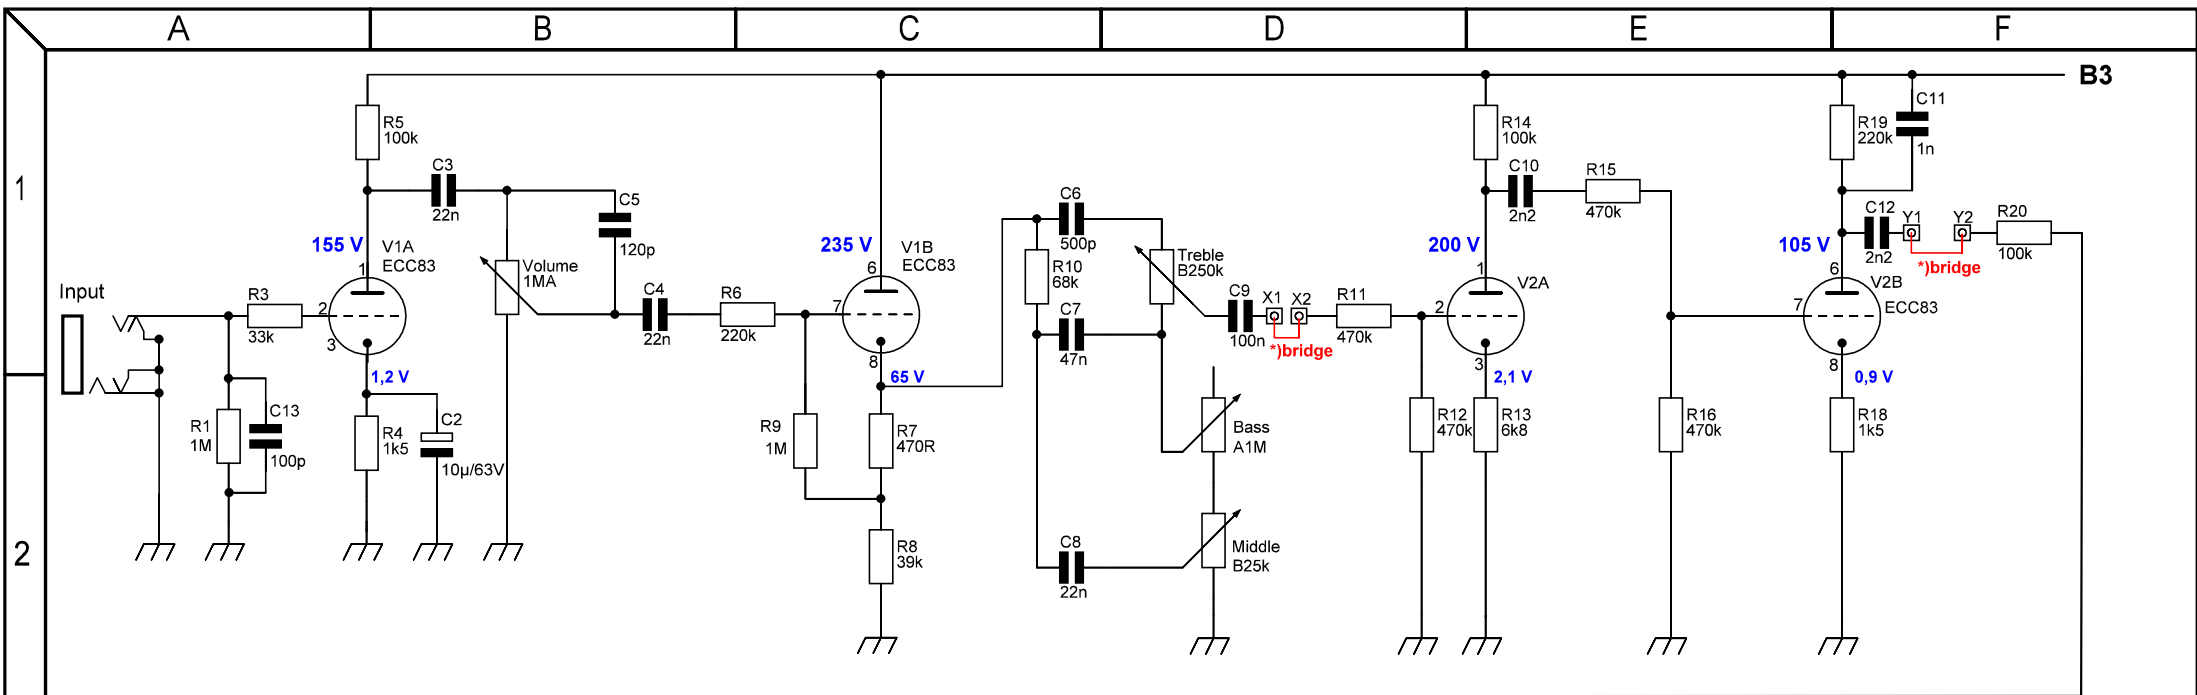 A B C D E F
1
2
B3
R5
100k
C3
22n
C5
120p
155 V
V1A
ECC83
1
2
3
Input
R3
33k
1,2 V
R1
1M
C13
100p
R4
1k5
C2
10µ/63V
Volume
1MA
C4
22n
R6
220k
235 V
V1B
ECC83
6
7
8
65 V
R9
1M
R7
470R
R8
39k
C6
500p
R10
68k
C7
47n
C8
22n
Treble
B250k
C9
100n
X1 X2
*)bridge
R11
470k
Bass
A1M
Middle
B25k
R14
100k
C10
2n2
R15
470k
200 V
V2A
1
2
3
2,1 V
R12
470k
R13
6k8
R16
470k
R19
220k
C11
1n
105 V
C12
2n2
Y1 Y2
*)bridge
R20
100k
V2B
ECC83
6
7
8
0,9 V
R18
1k5